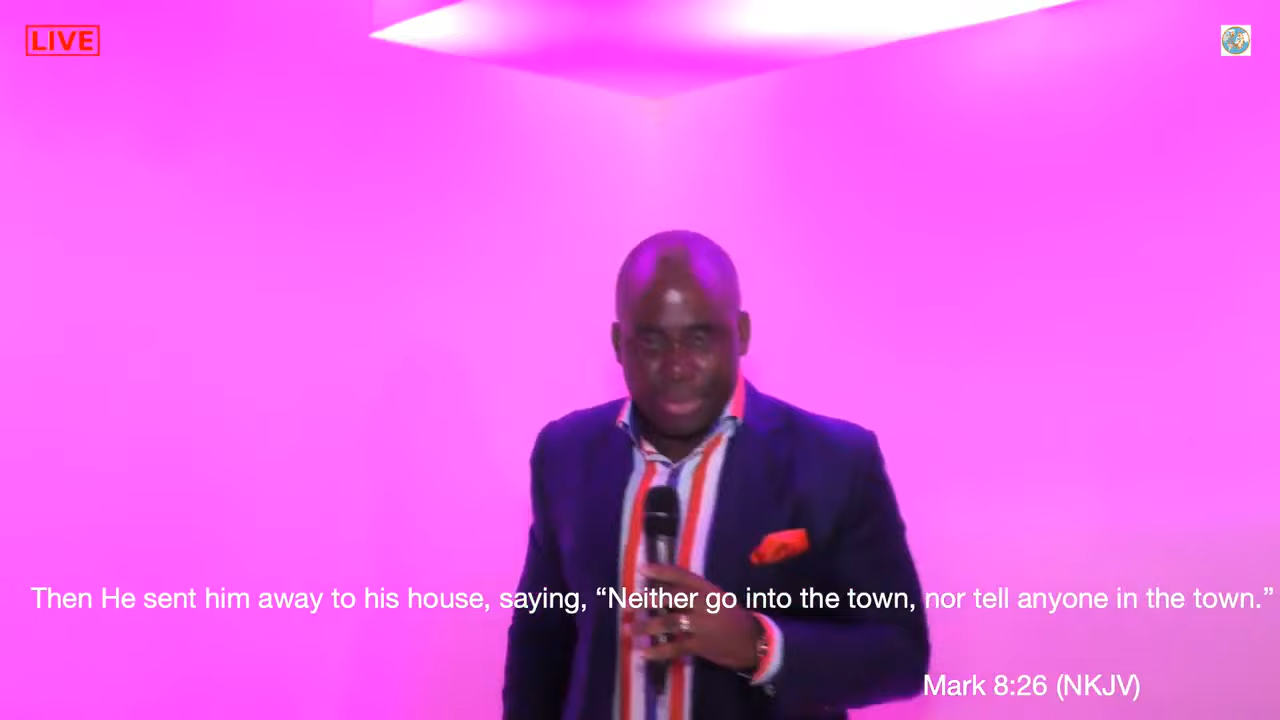 LIVE
Then He sent him away to his house, saying, “Neither go into the town, nor tell anyone in the town.”
Mark 8:26 (NKJV)